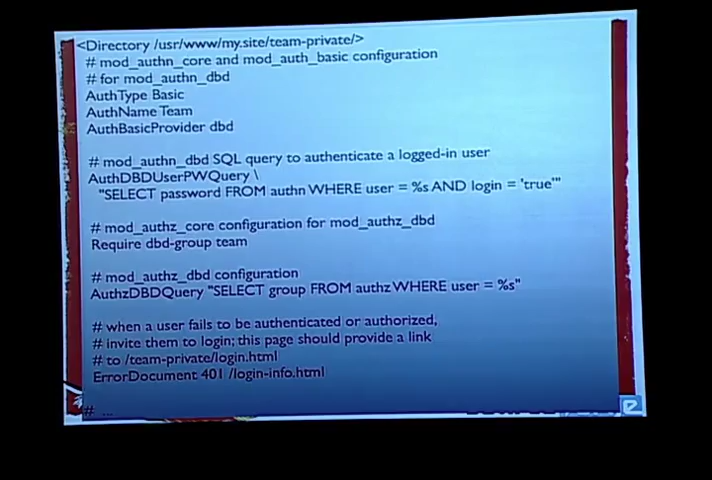 <Directory /usr/www/my.site/team-private/>
# mod_authn_core and mod_auth_basic configuration
# for mod_authn_dbd
AuthType Basic
AuthName Team
AuthBasicProvider dbd
# mod_authn_dbd SQL query to authenticate a logged-in user
AuthDBDUserPWQuery \
"SELECT password FROM authn WHERE user = %s AND login = 'true'"
# mod_authz_core configuration for mod_authz_dbd
Require dbd-group team
# mod_authz_dbd configuration
AuthzDBDQuery "SELECT group FROM authz WHERE user = %s"
# when a user fails to be authenticated or authorized,
# invite them to login; this page should provide a link
# to /team-private/login.html
ErrorDocument 401 /login-info.html
# ...